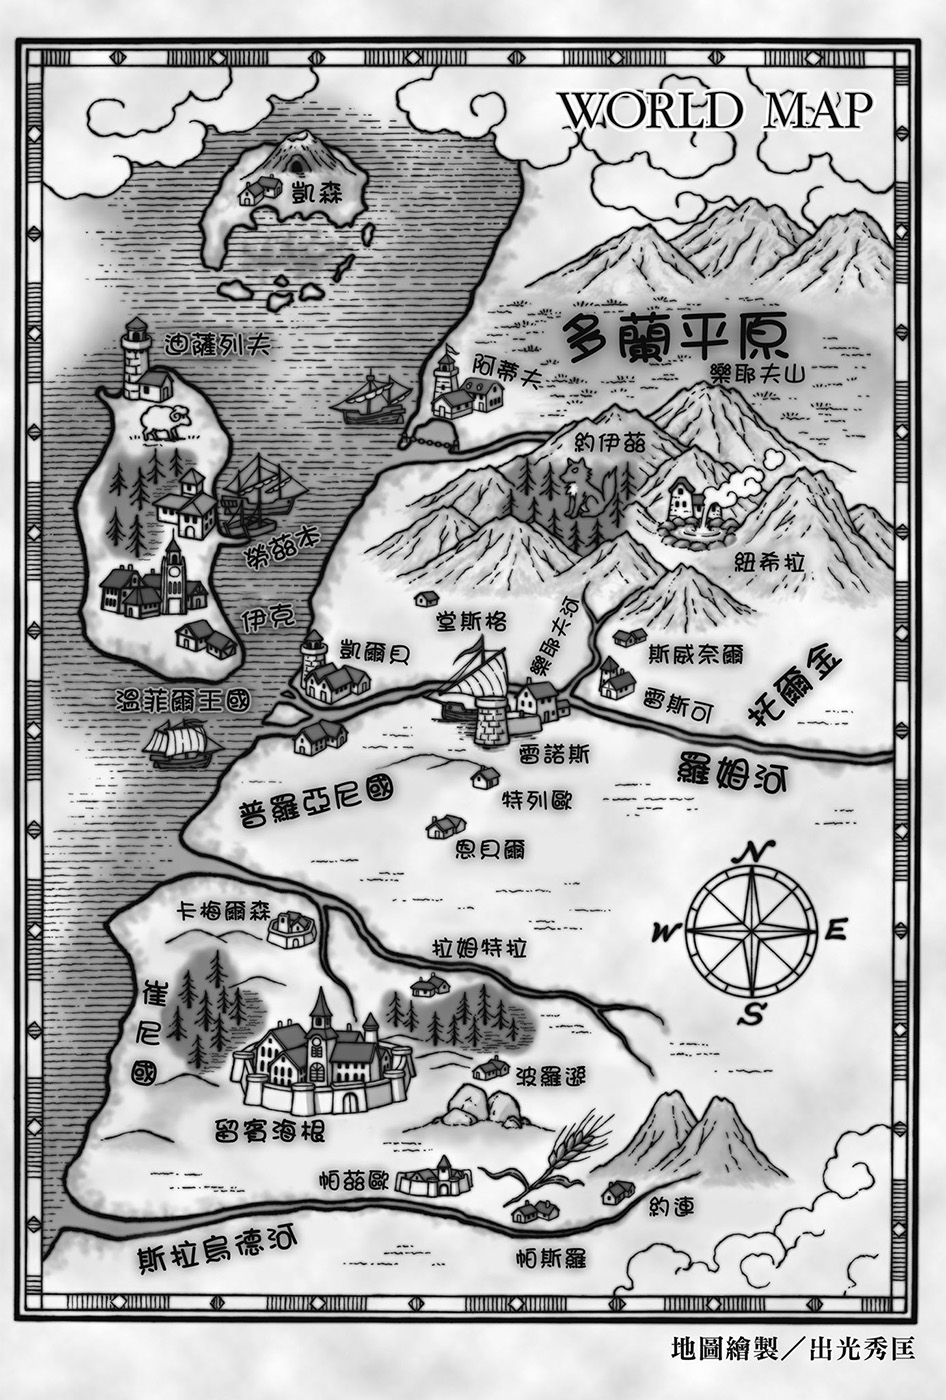 WORLD MAP
凱森
多蘭平原
迪薩列夫
阿蒂夫
樂耶夫山
約伊茲
勞茲本
紐希拉
伊克
堂斯格
樂耶夫河
凱爾貝
斯威奈爾
溫菲爾王國
雷斯可
托爾金
雷諾斯
羅姆河
普羅亞尼國
特列歐
恩貝爾
N
W
E
S
卡梅爾森
拉姆特拉
崔尼國
波羅遜
留賓海根
帕茲歐
約連
斯拉烏德河
帕斯羅
地圖繪製／出光秀匡